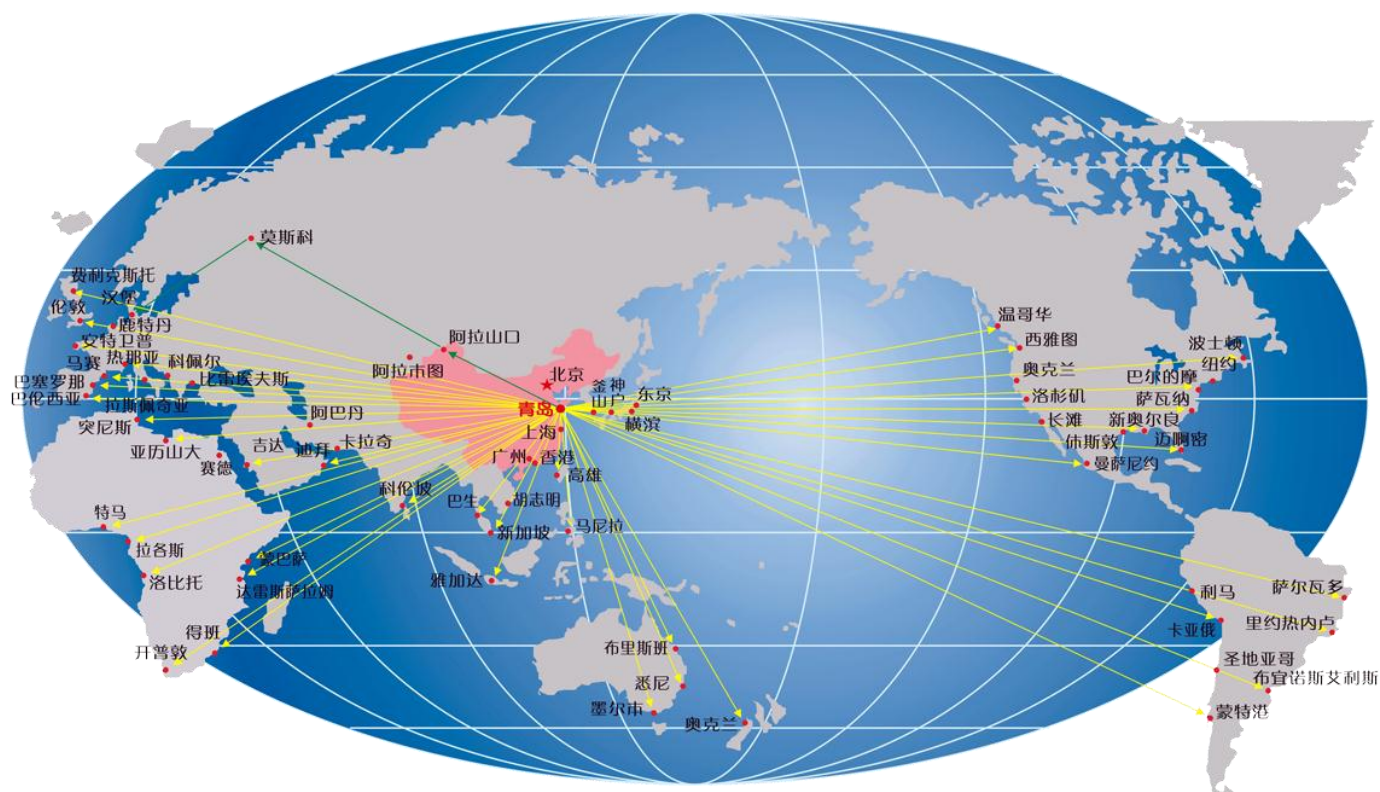 莫斯科
费利克斯托
汉堡
伦敦
鹿特丹
安特卫普
马赛
热那亚
科佩尔
巴塞罗那
比雷埃夫斯
巴伦西亚
拉斯佩奇亚
突尼斯
阿巴丹
亚历山大
赛德
吉达
迪拜
卡拉奇
特马
拉各斯
洛比托
蒙巴萨
达雷斯萨拉姆
得班
开普敦
阿拉山口
阿拉木图
北京
青岛
釜山
神户
东京
横滨
上海
广州
香港
高雄
科伦坡
巴生
胡志明
新加坡
马尼拉
雅加达
布里斯班
悉尼
墨尔本
奥克兰
温哥华
西雅图
奥克兰
洛杉矶
长滩
波士顿
纽约
巴尔的摩
萨瓦纳
新奥尔良
休斯敦
迈啊密
曼萨尼约
利马
萨尔瓦多
卡亚俄
里约热内卢
圣地亚哥
布宜诺斯艾利斯
蒙特港